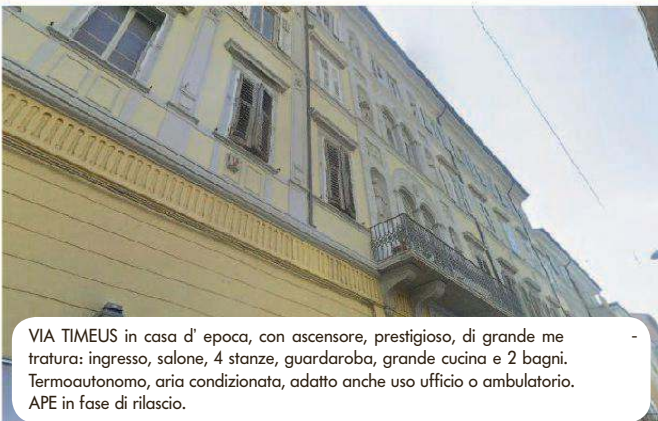 VIA TIMEUS in casa d' epoca, con ascensore, prestigioso, di grande me -
tratura: ingresso, salone, 4 stanze, guardaroba, grande cucina e 2 bagni.
Termoautonomo, aria condizionata, adatto anche uso ufficio o ambulatorio.
APE in fase di rilascio.